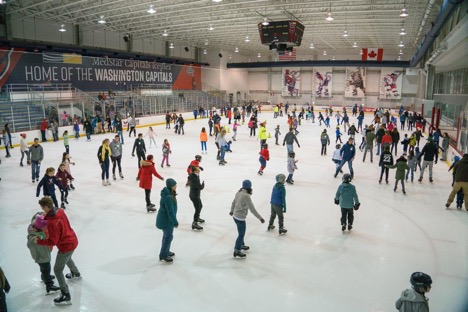 Medstar Capitals Iceplex
HOME OF THE WASHINGTON CAPITALS